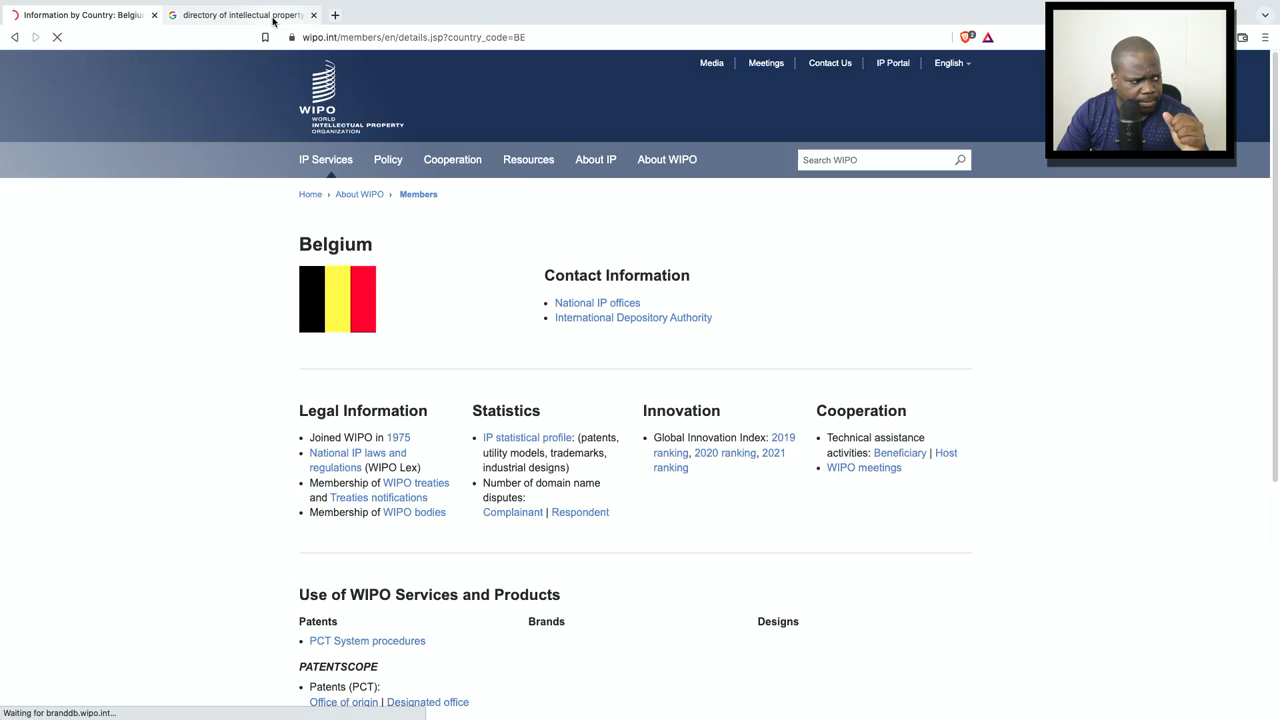 Information by Country: Belgiu
directory of intellectual property
wipo.int/members/en/details.jsp?country_code=BE
2
Media
Meetings
Contact Us
IP Portal
English
WIPO
WORLD
INTELLECTUAL PROPERTY
ORGANIZATION
IP Services
Policy
Cooperation
Resources
About IP
About WIPO
Search WIPO
Home › About WIPO › Members
Belgium
Contact Information
• National IP offices
• International Depository Authority
Legal Information
• Joined WIPO in 1975
• National IP laws and
regulations (WIPO Lex)
• Membership of WIPO treaties
and Treaties notifications
• Membership of WIPO bodies
Statistics
• IP statistical profile: (patents,
utility models, trademarks,
industrial designs)
• Number of domain name
disputes:
Complainant | Respondent
Innovation
• Global Innovation Index: 2019
ranking, 2020 ranking, 2021
ranking
Cooperation
• Technical assistance
activities: Beneficiary | Host
• WIPO meetings
Use of WIPO Services and Products
Patents
• PCT System procedures
PATENTSCOPE
• Patents (PCT):
Office of origin | Designated office
Brands
Designs
Waiting for branddb.wipo.int...